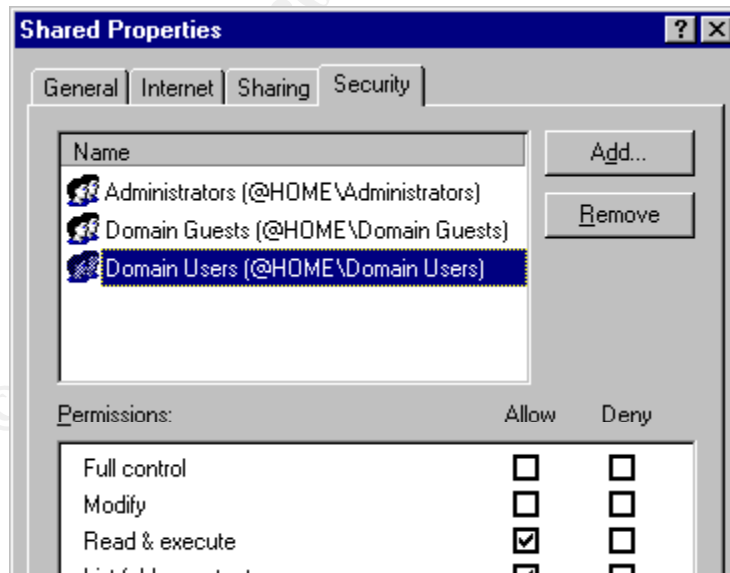 Shared Properties
General Internet Sharing Security
Name
Add...
Administrators (@HOME\Administrators)
Remove
Domain Guests (@HOME\Domain Guests)
Domain Users (@HOME\Domain Users)
Permissions: Allow Deny
Full control
Modify
Read & execute